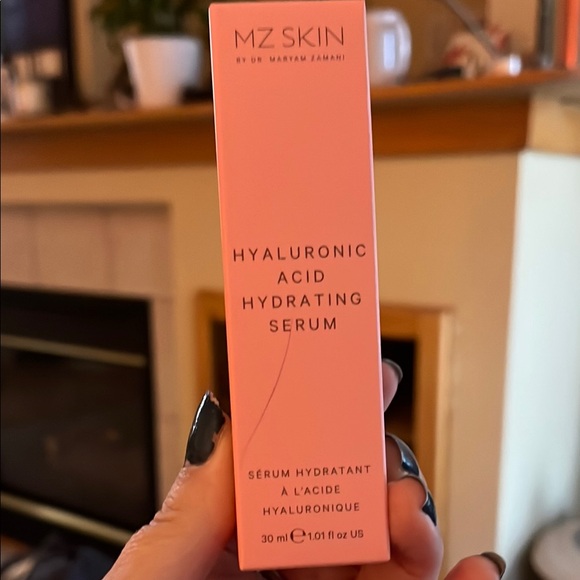 MZ SKIN
BY DR. MARYAM ZAMANI
HYALURONIC
ACID
HYDRATING
SERUM
SÉRUM HYDRATANT
À L'ACIDE
HYALURONIQUE
30 ml ℮ 1.01 fl oz US